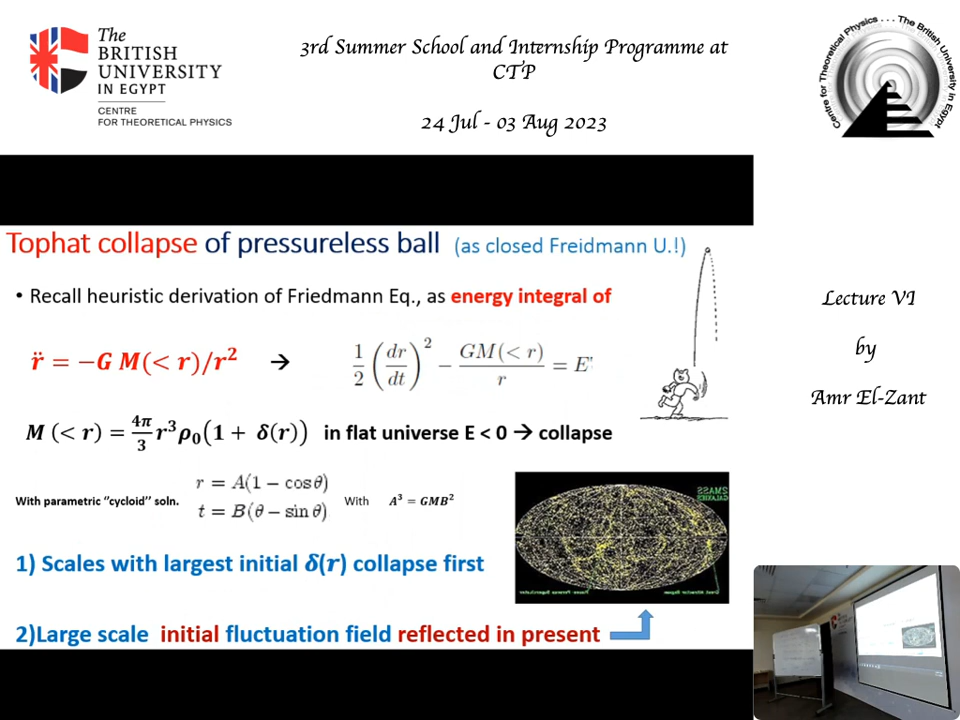 The
BRITISH
UNIVERSITY
IN EGYPT
CENTRE
FOR THEORETICAL PHYSICS
3rd Summer School and Internship Programme at
CTP
24 Jul - 03 Aug 2023
Centre for Theoretical Physics . . . The British University in Egypt
Tophat collapse of pressureless ball (as closed Freidmann U.!)
• Recall heuristic derivation of Friedmann Eq., as energy integral of
r̈ = −G M(< r)/r² → 1/2 (dr/dt)² − GM(< r)/r = E
M (< r) = 4π/3 r³ρ₀(1 + δ(r)) in flat universe E < 0 → collapse
With parametric "cycloid" soln. r = A(1 − cos θ) With A³ = GMB²
t = B(θ − sin θ)
1) Scales with largest initial δ(r) collapse first
2)Large scale initial fluctuation field reflected in present
2MASS
GALAXIES
Lecture VI
by
Amr El-Zant